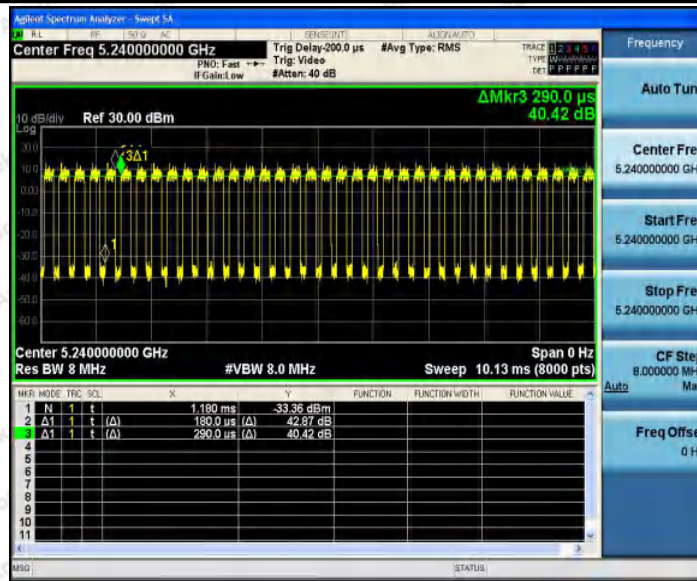 Agilent Spectrum Analyzer - Swept SA
RL RF 50 Ω AC SENSE:INT ALIGN AUTO
Center Freq 5.240000000 GHz
PNO: Fast
IFGain:Low
Trig Delay-200.0 µs
Trig: Video
#Atten: 40 dB
#Avg Type: RMS
TRACE 1 2 3 4 5 6
TYPE
DET P P P P P P
ΔMkr3 290.0 µs
40.42 dB
10 dB/div Ref 30.00 dBm
Log
20.0
10.0
0.00
-10.0
-20.0
-30.0
-40.0
-50.0
-60.0
3Δ1
1
Center 5.240000000 GHz Span 0 Hz
Res BW 8 MHz #VBW 8.0 MHz Sweep 10.13 ms (8000 pts)
MKR MODE TRC SCL X Y FUNCTION FUNCTION WIDTH FUNCTION VALUE
1 N 1 t 1.180 ms -33.36 dBm
2 Δ1 1 t (Δ) 180.0 us (Δ) 42.87 dB
3 Δ1 1 t (Δ) 290.0 us (Δ) 40.42 dB
4
5
6
7
8
9
10
11
MSG STATUS
Frequency
Auto Tun
Center Fre
5.240000000 GH
Start Fre
5.240000000 GH
Stop Fre
5.240000000 GH
CF Ste
8.000000 MH
Auto Ma
Freq Offse
0 H